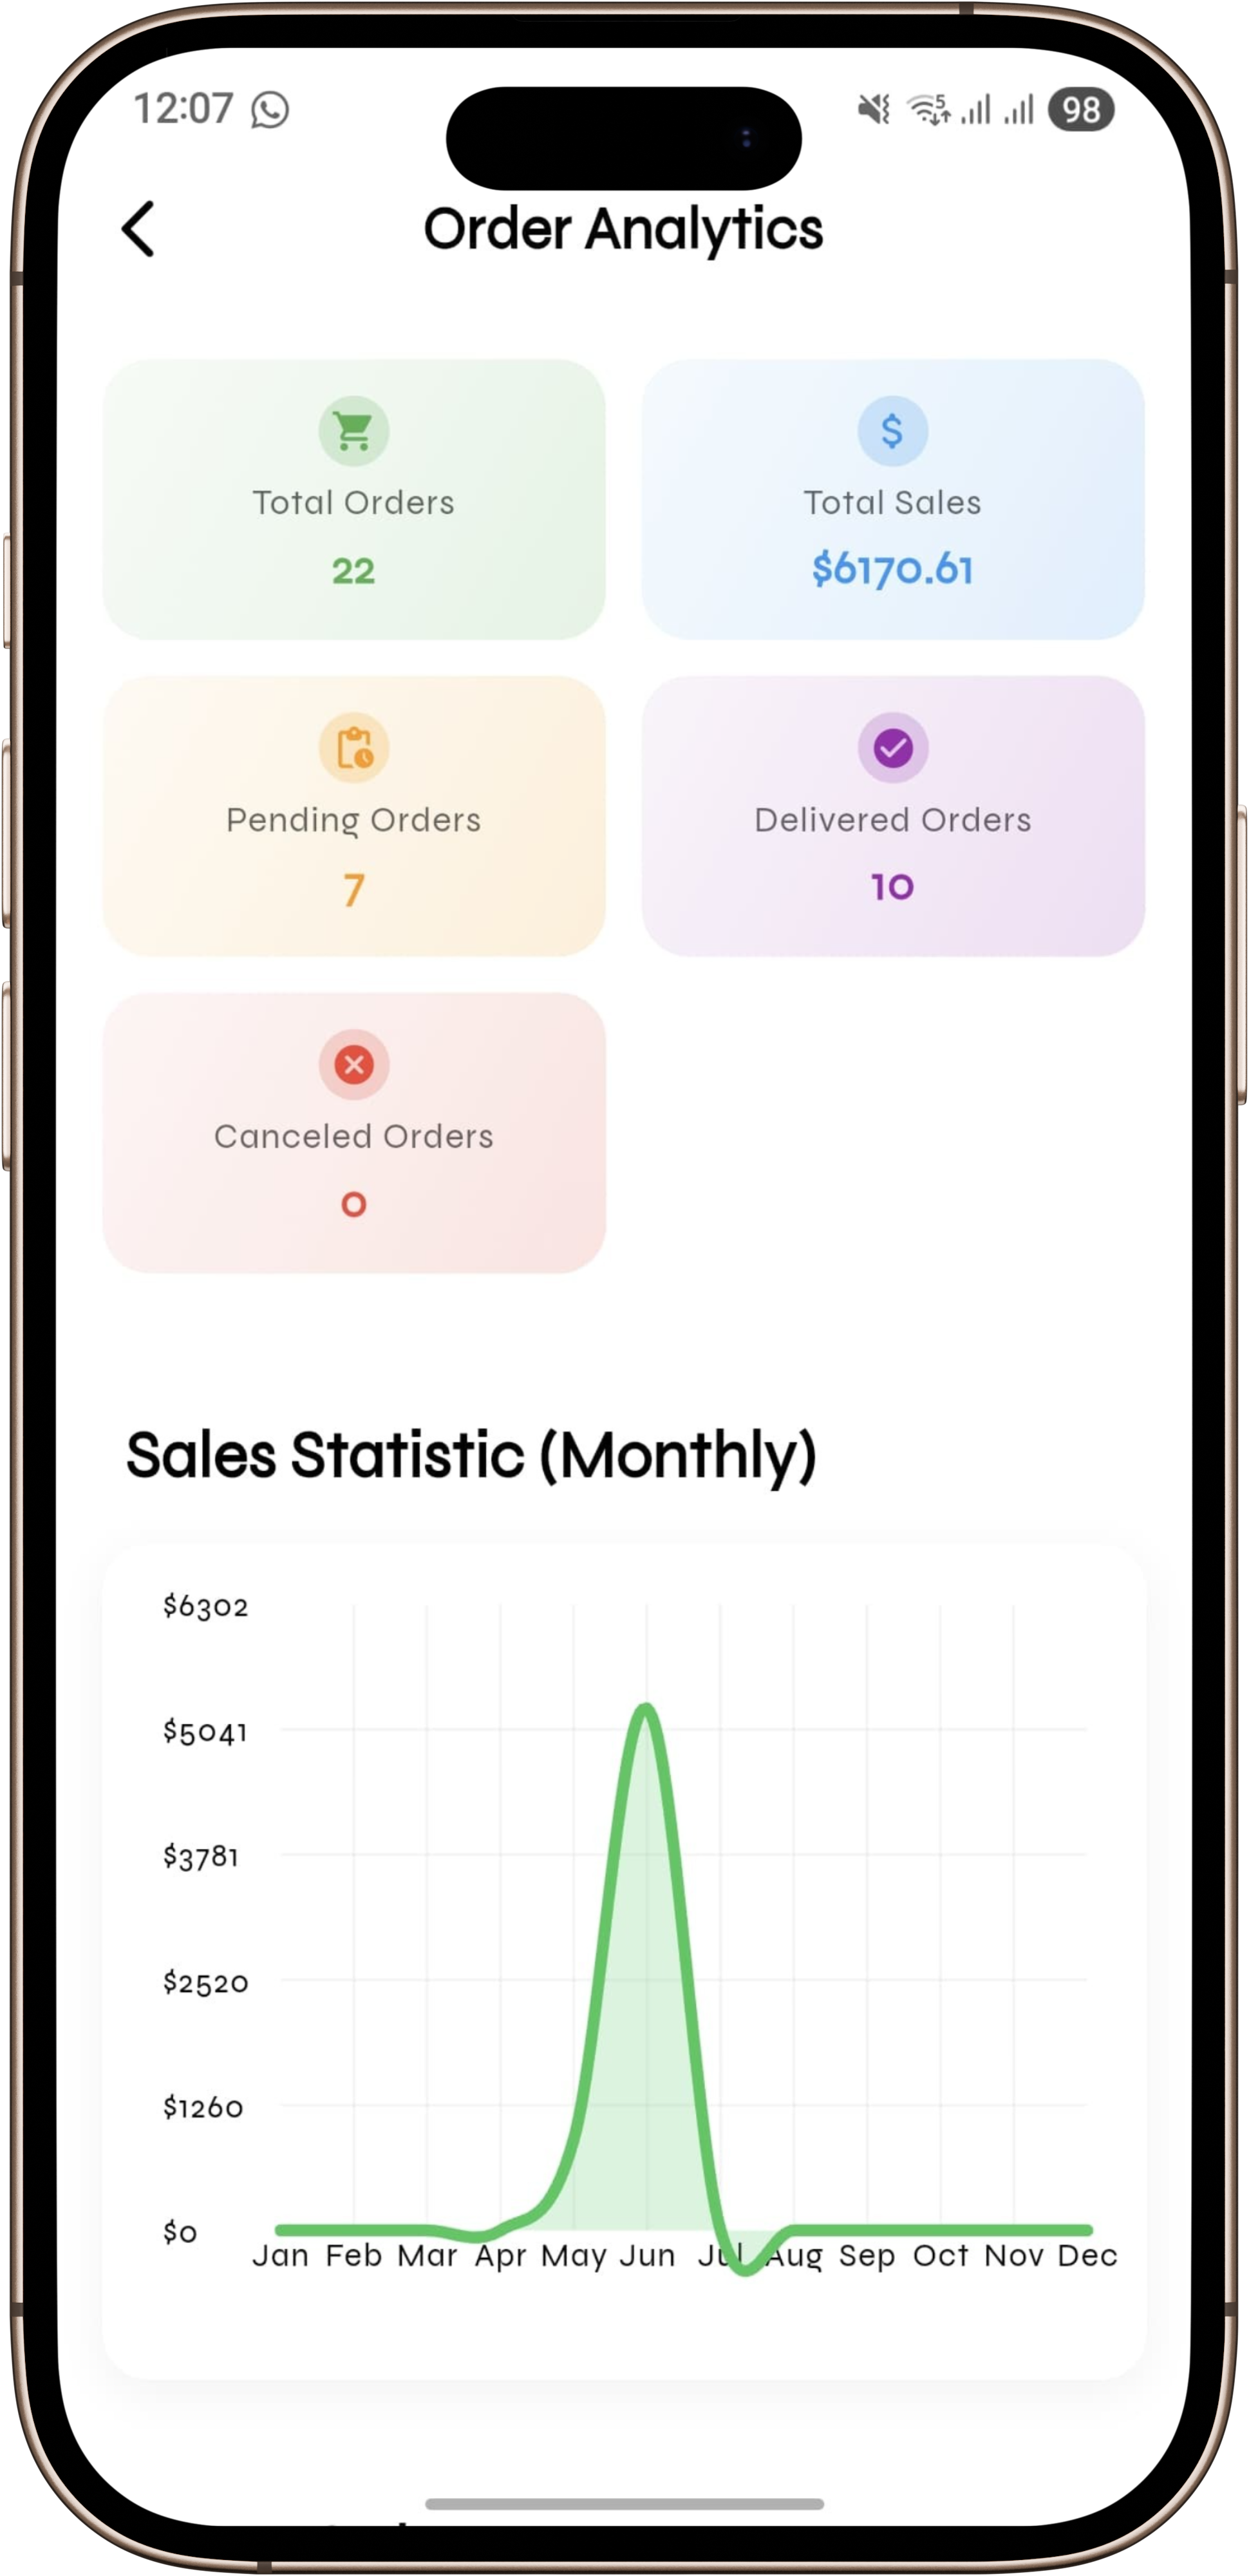 12:07 5 98
Order Analytics
Total Orders
22
Total Sales
$6170.61
Pending Orders
7
Delivered Orders
10
Canceled Orders
0
Sales Statistic (Monthly)
$6302
$5041
$3781
$2520
$1260
$0
Jan Feb Mar Apr May Jun Jul Aug Sep Oct Nov Dec